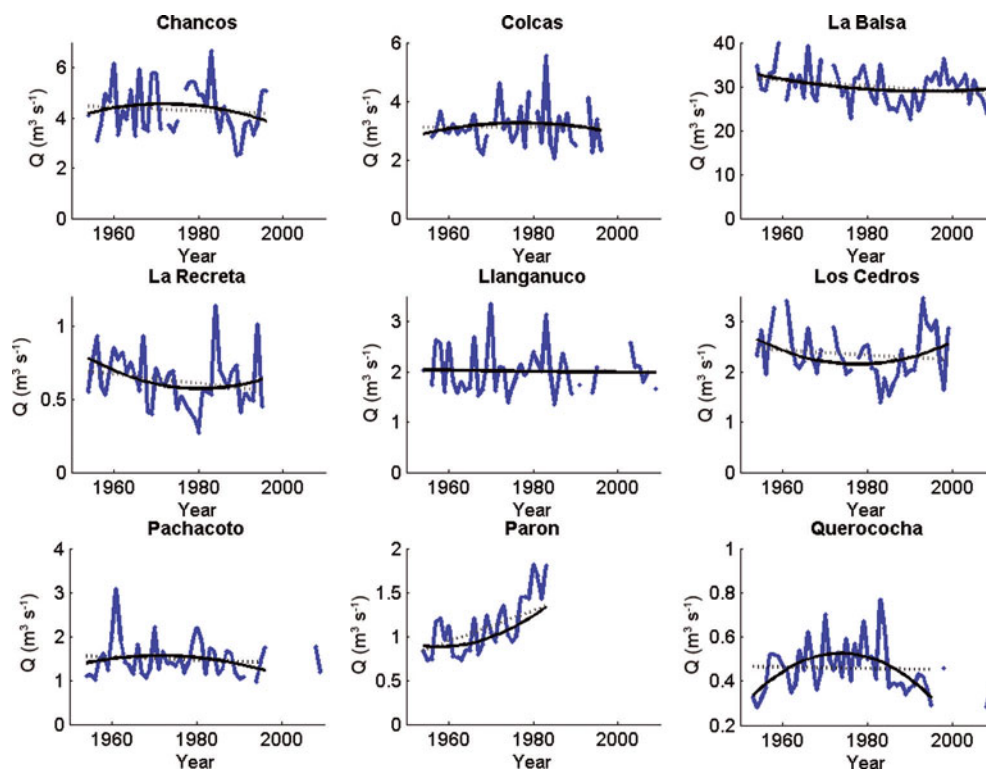 Chancos
Colcas
La Balsa
6
4
2
0
Q (m³ s⁻¹)
1960 1980 2000
Year
6
4
2
0
Q (m³ s⁻¹)
1960 1980 2000
Year
40
30
20
10
0
Q (m³ s⁻¹)
1960 1980 2000
Year
La Recreta
Llanganuco
Los Cedros
1
0.5
0
Q (m³ s⁻¹)
1960 1980 2000
Year
3
2
1
0
Q (m³ s⁻¹)
1960 1980 2000
Year
3
2
1
0
Q (m³ s⁻¹)
1960 1980 2000
Year
Pachacoto
Paron
Querococha
4
3
2
1
0
Q (m³ s⁻¹)
1960 1980 2000
Year
2
1.5
1
0.5
0
Q (m³ s⁻¹)
1960 1980 2000
Year
1
0.8
0.6
0.4
0.2
Q (m³ s⁻¹)
1960 1980 2000
Year